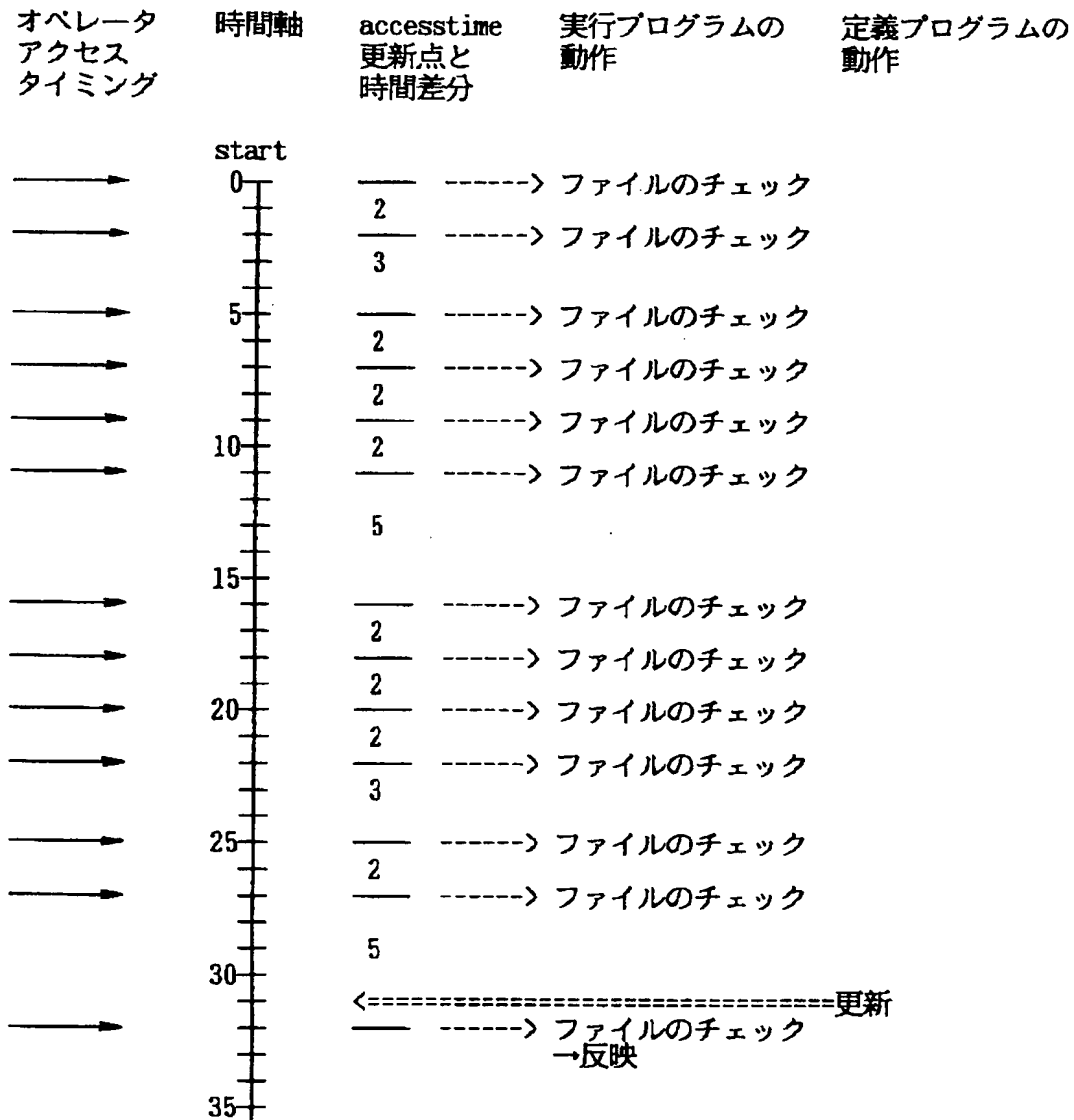 オペレータ
アクセス
タイミング
時間軸
accesstime
更新点と
時間差分
実行プログラムの
動作
定義プログラムの
動作
start
0 ------> ファイルのチェック
2
------> ファイルのチェック
3
5 ------> ファイルのチェック
2
------> ファイルのチェック
2
------> ファイルのチェック
10 2
------> ファイルのチェック
5
15
------> ファイルのチェック
2
------> ファイルのチェック
2
20 ------> ファイルのチェック
2
------> ファイルのチェック
3
25 ------> ファイルのチェック
2
------> ファイルのチェック
5
30
<===========================更新
------> ファイルのチェック
→反映
35